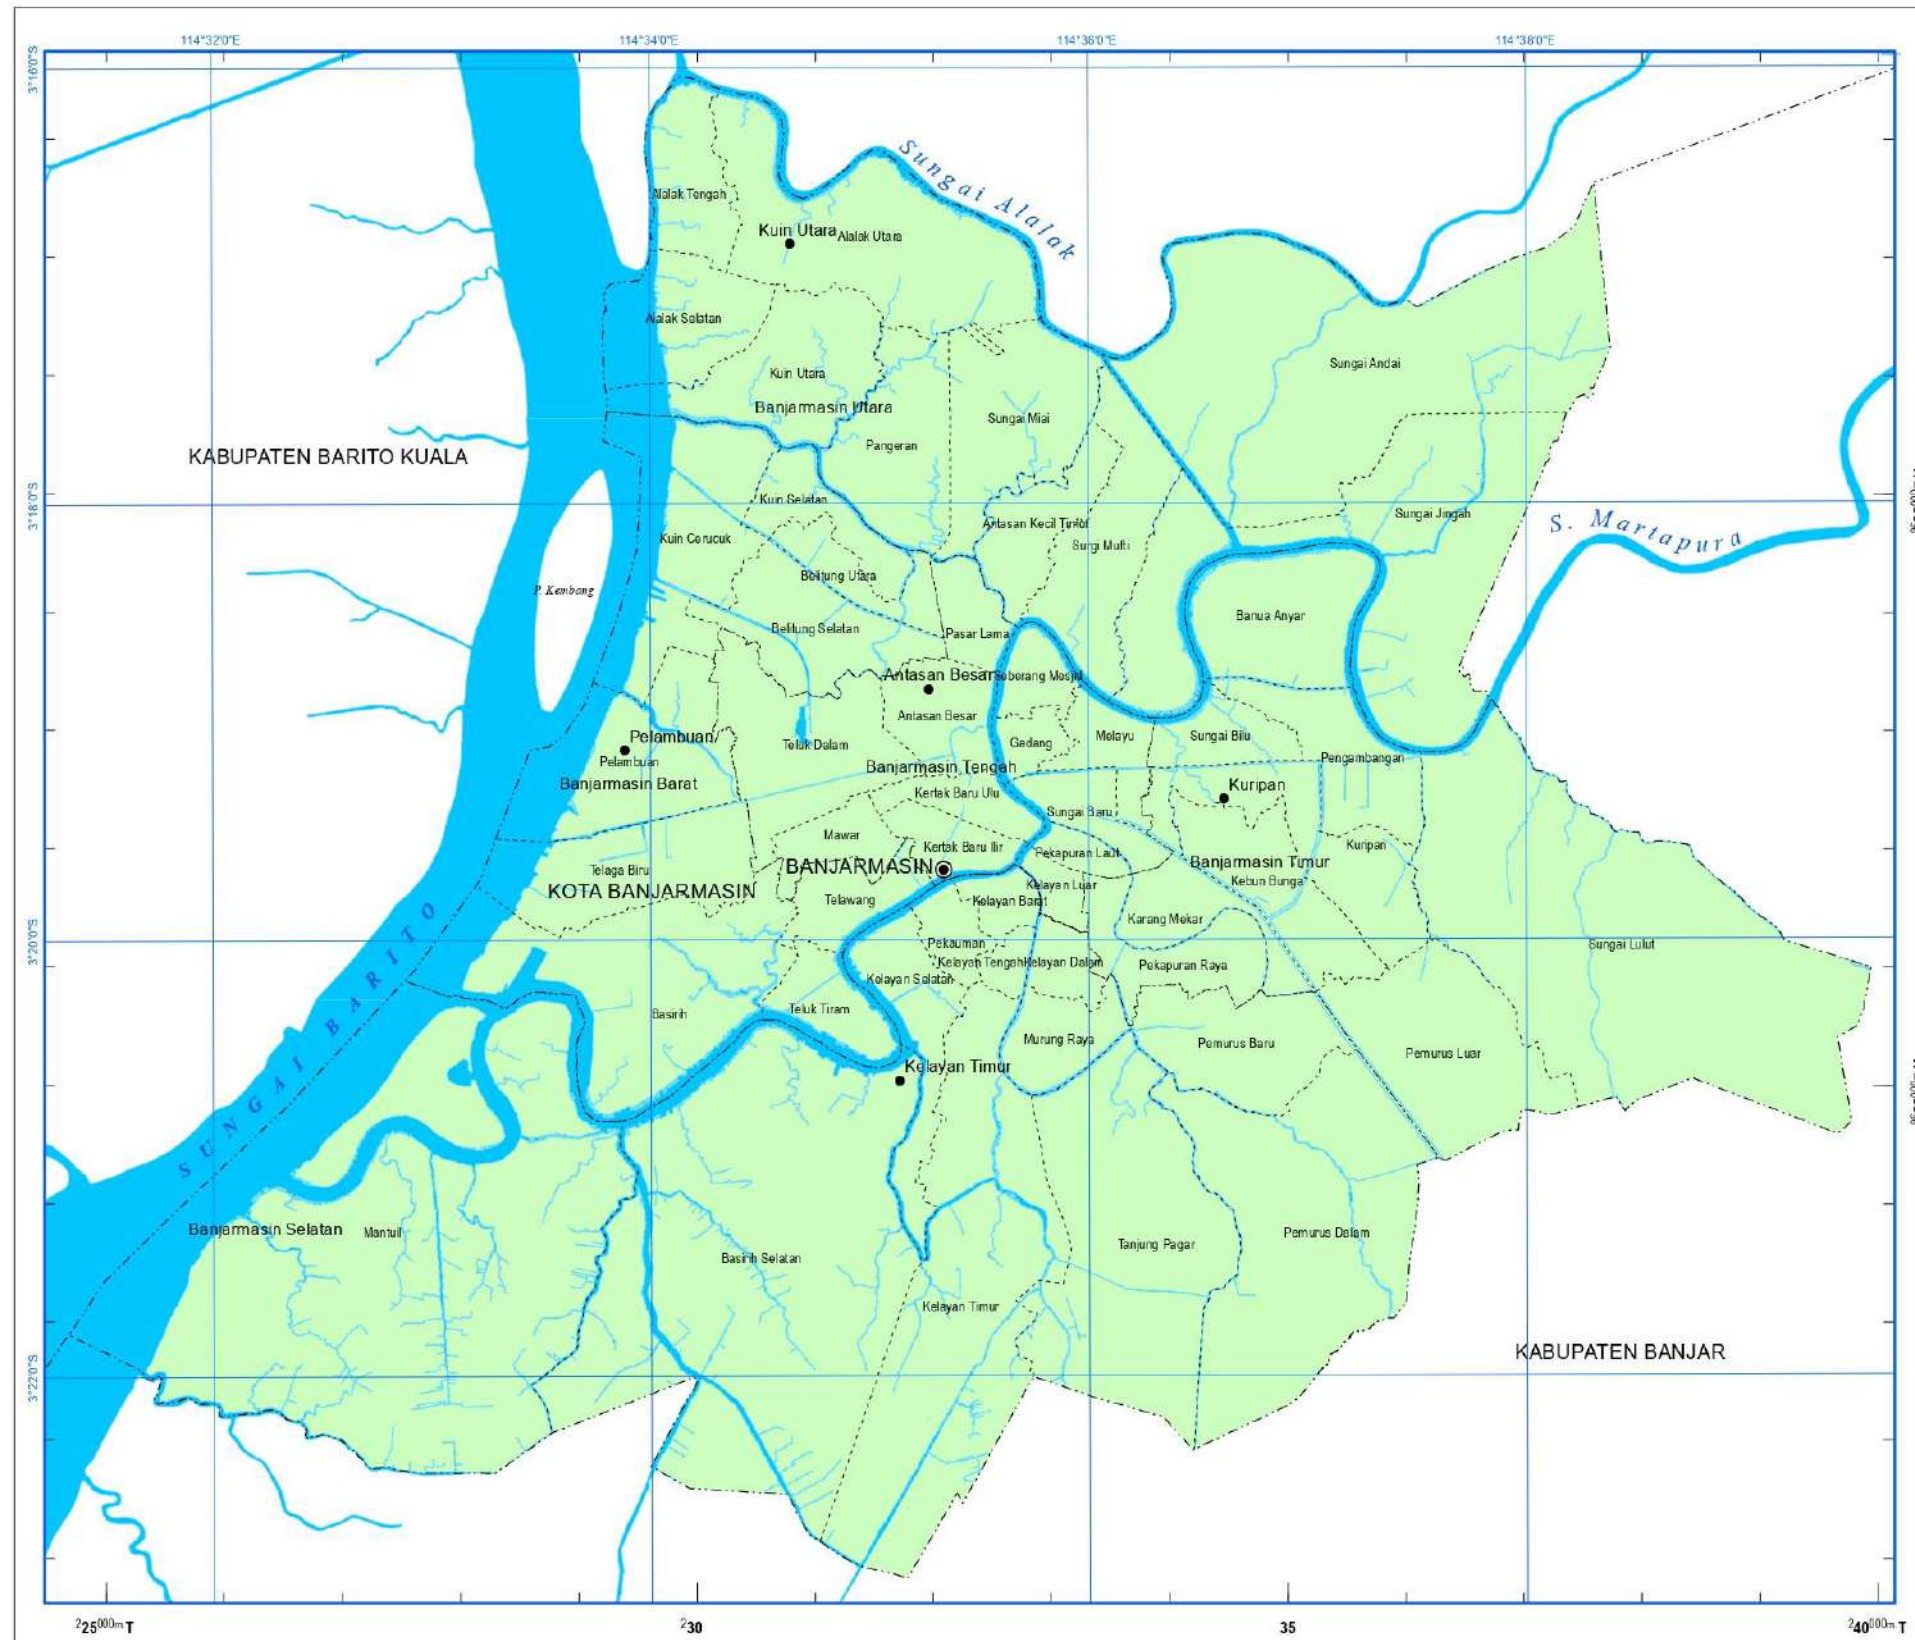 114°32'0"E
114°34'0"E
114°36'0"E
114°38'0"E
3°16'0"S
Sungai Alalak
Alalak Tengah
Kuin Utara
Alalak Utara
Alalak Selatan
Sungai Andai
Kuin Utara
Banjarmasin Utara
Sungai Miai
Pangeran
KABUPATEN BARITO KUALA
3°18'0"S
Kuin Selatan
Sungai Jingah
S. Martapura
Antasan Kecil Timur
Kuin Cerucuk
Surgi Mufti
Belitung Utara
P. Kembang
Banua Anyar
Belitung Selatan
Pasar Lama
Antasan Besar
Seberang Mesjid
Antasan Besar
Pelambuan
Teluk Dalam
Gadang
Melayu
Sungai Bilu
Pelambuan
Pengambangan
Banjarmasin Tengah
Banjarmasin Barat
Kuripan
Kertak Baru Ulu
Sungai Baru
Mawar
Kertak Baru Ilir
Kuripan
Pekapuran Laut
Banjarmasin Timur
BANJARMASIN
Telaga Biru
Kebun Bunga
KOTA BANJARMASIN
Kelayan Luar
Telawang
Kelayan Barat
Karang Mekar
3°20'0"S
SUNGAI BARITO
Pekauman
Sungai Lulut
Kelayan Tengah
Kelayan Dalam
Pekapuran Raya
Kelayan Selatan
Basirih
Teluk Tiram
Murung Raya
Pemurus Baru
Pemurus Luar
Kelayan Timur
Banjarmasin Selatan
Mantuil
Basirih Selatan
Tanjung Pagar
Pemurus Dalam
Kelayan Timur
KABUPATEN BANJAR
3°22'0"S
225000m T
230
35
240000m T